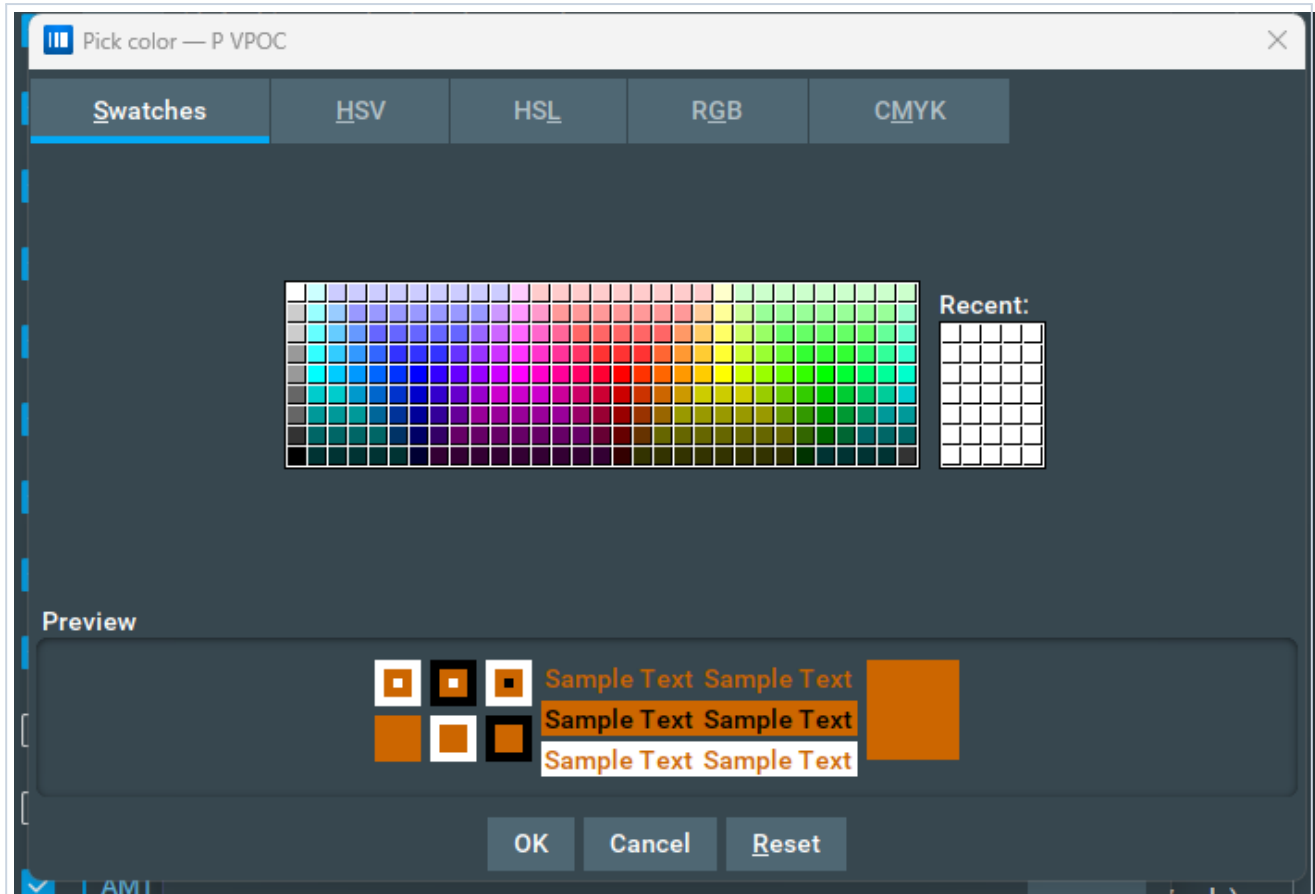 Pick color — P VPOC
Swatches HSV HSL RGB CMYK
Recent:
Preview
Sample Text Sample Text
Sample Text Sample Text
Sample Text Sample Text
OK Cancel Reset
AMT